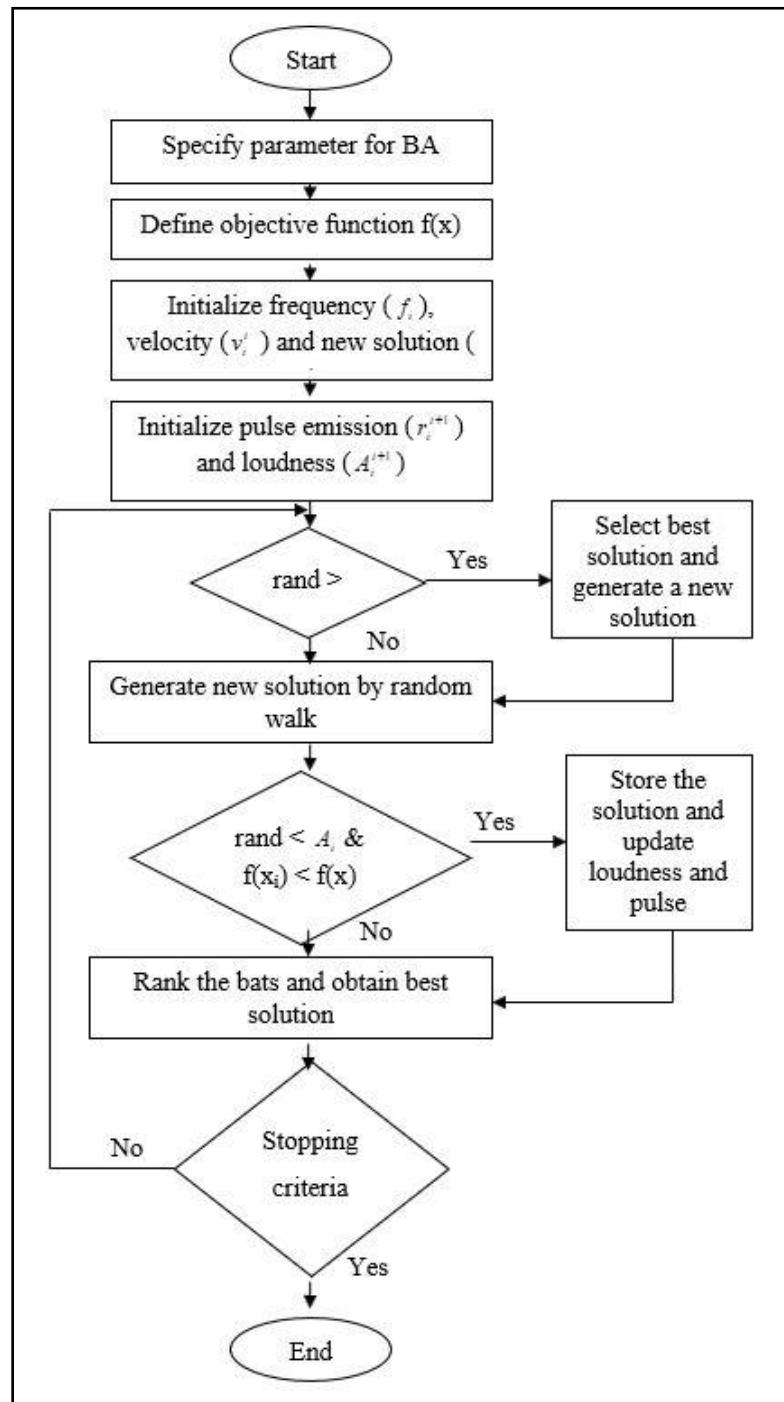 Start
Specify parameter for BA
Define objective function f(x)
Initialize frequency ( fᵢ ),
velocity ( vᵢᵗ ) and new solution (
Initialize pulse emission ( rᵢᵗ⁺¹ )
and loudness ( Aᵢᵗ⁺¹ )
rand >
Yes
Select best
solution and
generate a new
solution
No
Generate new solution by random
walk
rand < Aᵢ &
f(xᵢ) < f(x)
Yes
Store the
solution and
update
loudness and
pulse
No
Rank the bats and obtain best
solution
No
Stopping
criteria
Yes
End